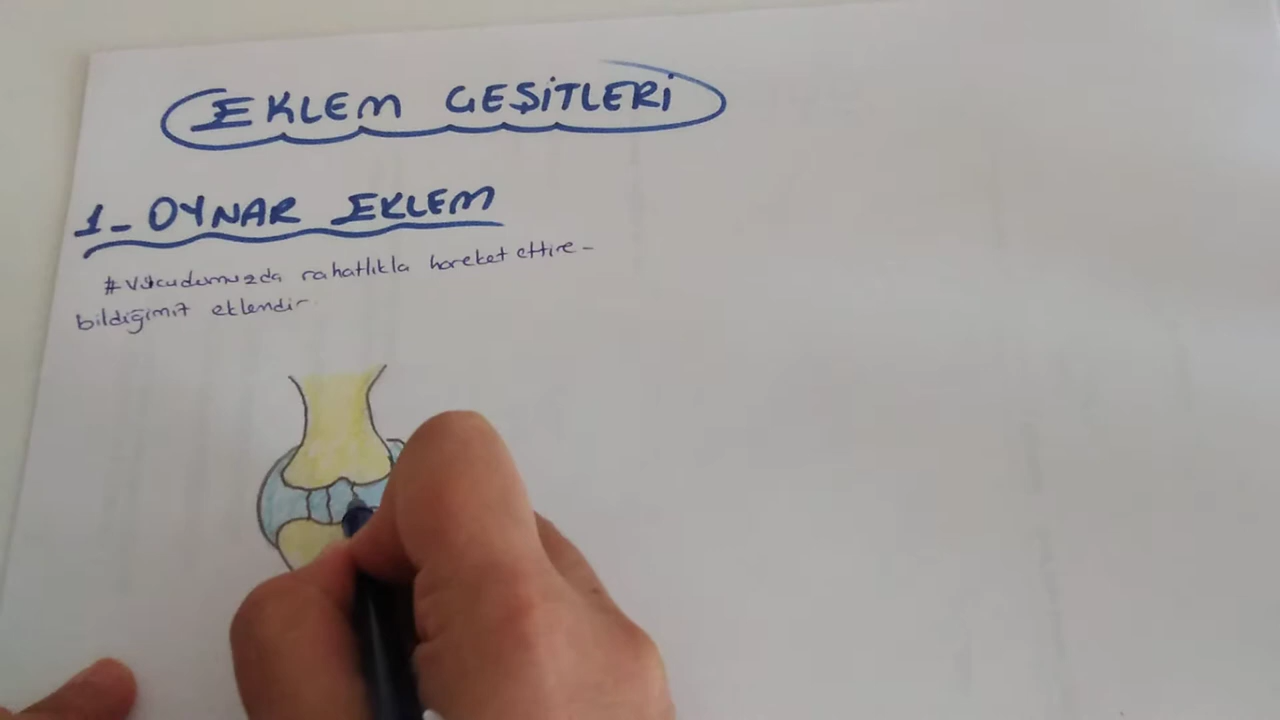 EKLEM ÇEŞİTLERİ
1- OYNAR EKLEM
# Vücudumuzda rahatlıkla hareket ettire-
bildiğimiz eklemdir.